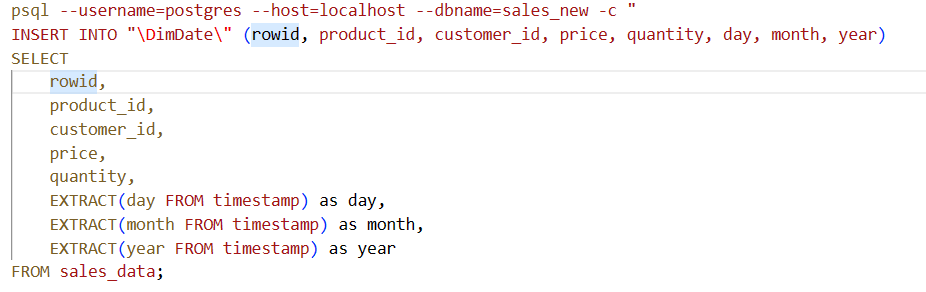 psql --username=postgres --host=localhost --dbname=sales_new -c "
INSERT INTO "\DimDate\" (rowid, product_id, customer_id, price, quantity, day, month, year)
SELECT
    rowid,
    product_id,
    customer_id,
    price,
    quantity,
    EXTRACT(day FROM timestamp) as day,
    EXTRACT(month FROM timestamp) as month,
    EXTRACT(year FROM timestamp) as year
FROM sales_data;